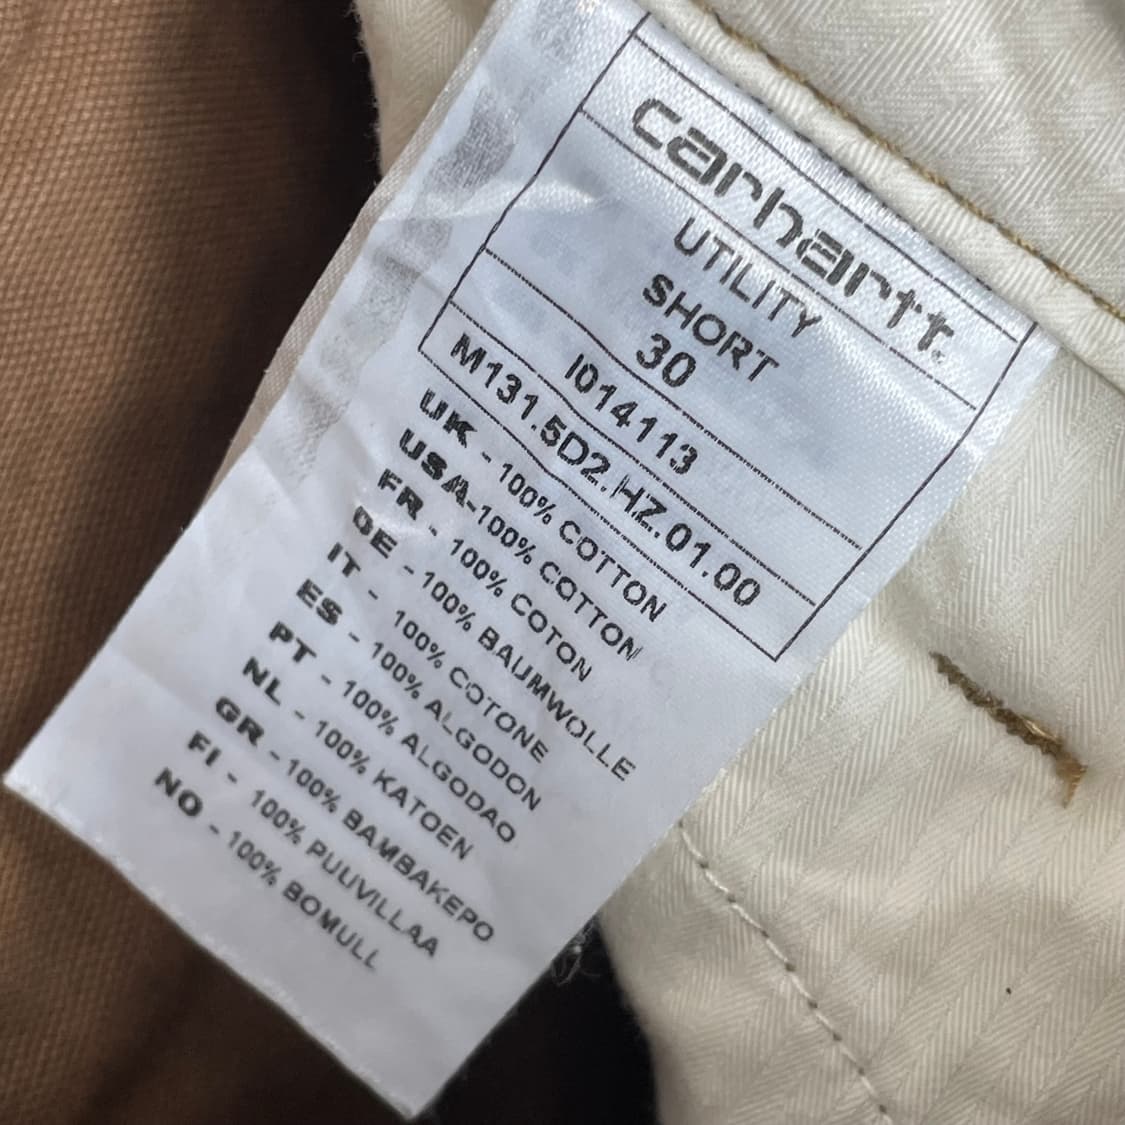 carhartt.
UTILITY
SHORT
30
I014113
M131.5D2.HZ.01.00
UK - 100% COTTON
USA-100% COTTON
FR - 100% COTON
DE - 100% BAUMWOLLE
IT - 100% COTONE
ES - 100% ALGODON
PT - 100% ALGODAO
NL - 100% KATOEN
GR - 100% BAMBAKEPO
FI - 100% PUUVILLAA
NO - 100% BOMULL